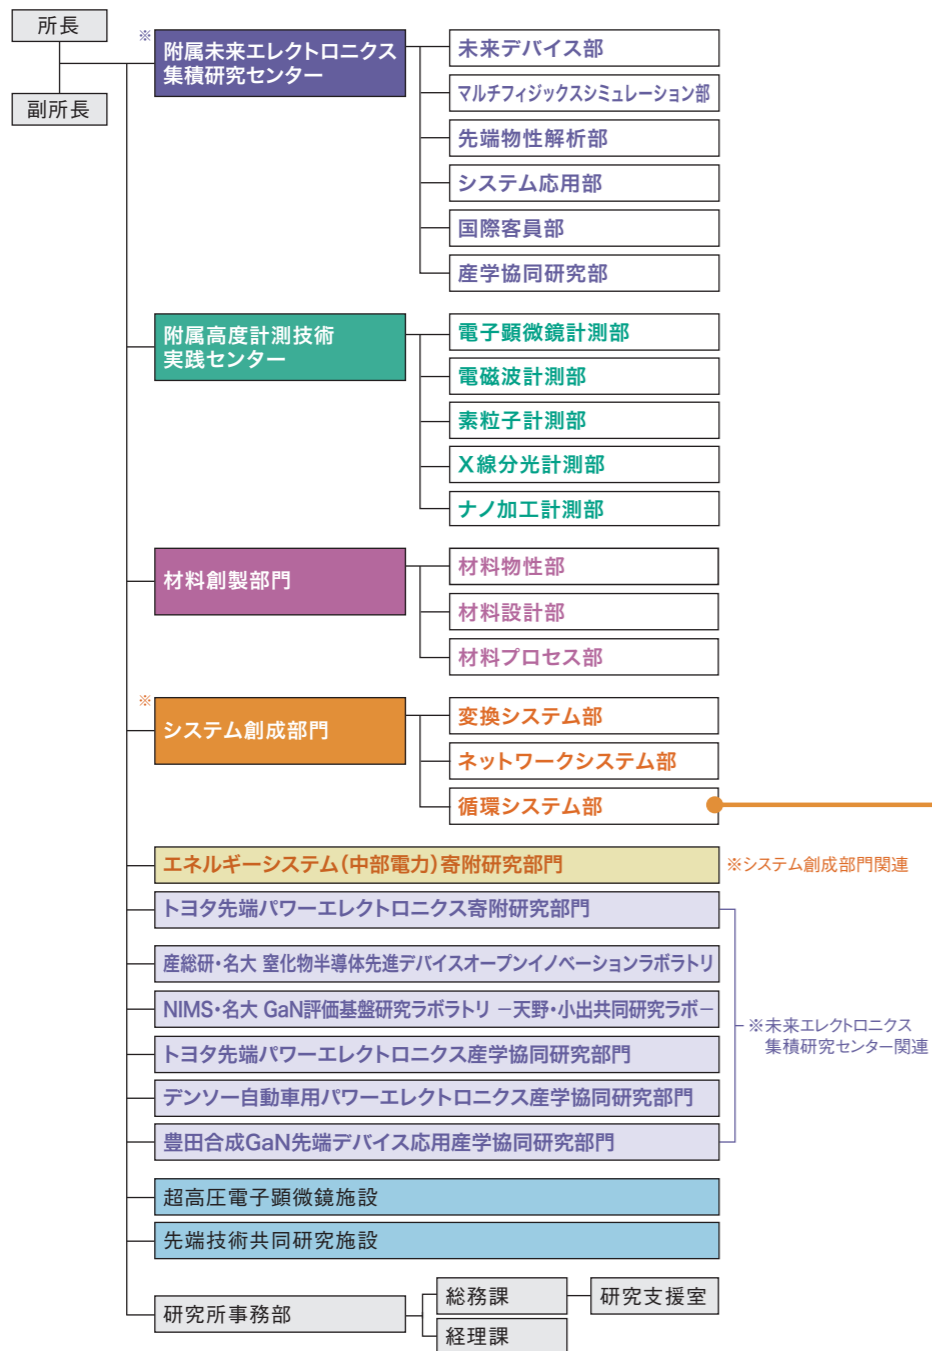 所長
副所長
※
附属未来エレクトロニクス
集積研究センター
未来デバイス部
マルチフィジックスシミュレーション部
先端物性解析部
システム応用部
国際客員部
産学協同研究部
附属高度計測技術
実践センター
電子顕微鏡計測部
電磁波計測部
素粒子計測部
X線分光計測部
ナノ加工計測部
材料創製部門
材料物性部
材料設計部
材料プロセス部
※
システム創成部門
変換システム部
ネットワークシステム部
循環システム部
エネルギーシステム(中部電力)寄附研究部門
※システム創成部門関連
トヨタ先端パワーエレクトロニクス寄附研究部門
産総研・名大 窒化物半導体先進デバイスオープンイノベーションラボラトリ
NIMS・名大 GaN評価基盤研究ラボラトリ −天野・小出共同研究ラボ−
トヨタ先端パワーエレクトロニクス産学協同研究部門
デンソー自動車用パワーエレクトロニクス産学協同研究部門
豊田合成GaN先端デバイス応用産学協同研究部門
※未来エレクトロニクス
集積研究センター関連
超高圧電子顕微鏡施設
先端技術共同研究施設
研究所事務部
総務課
研究支援室
経理課